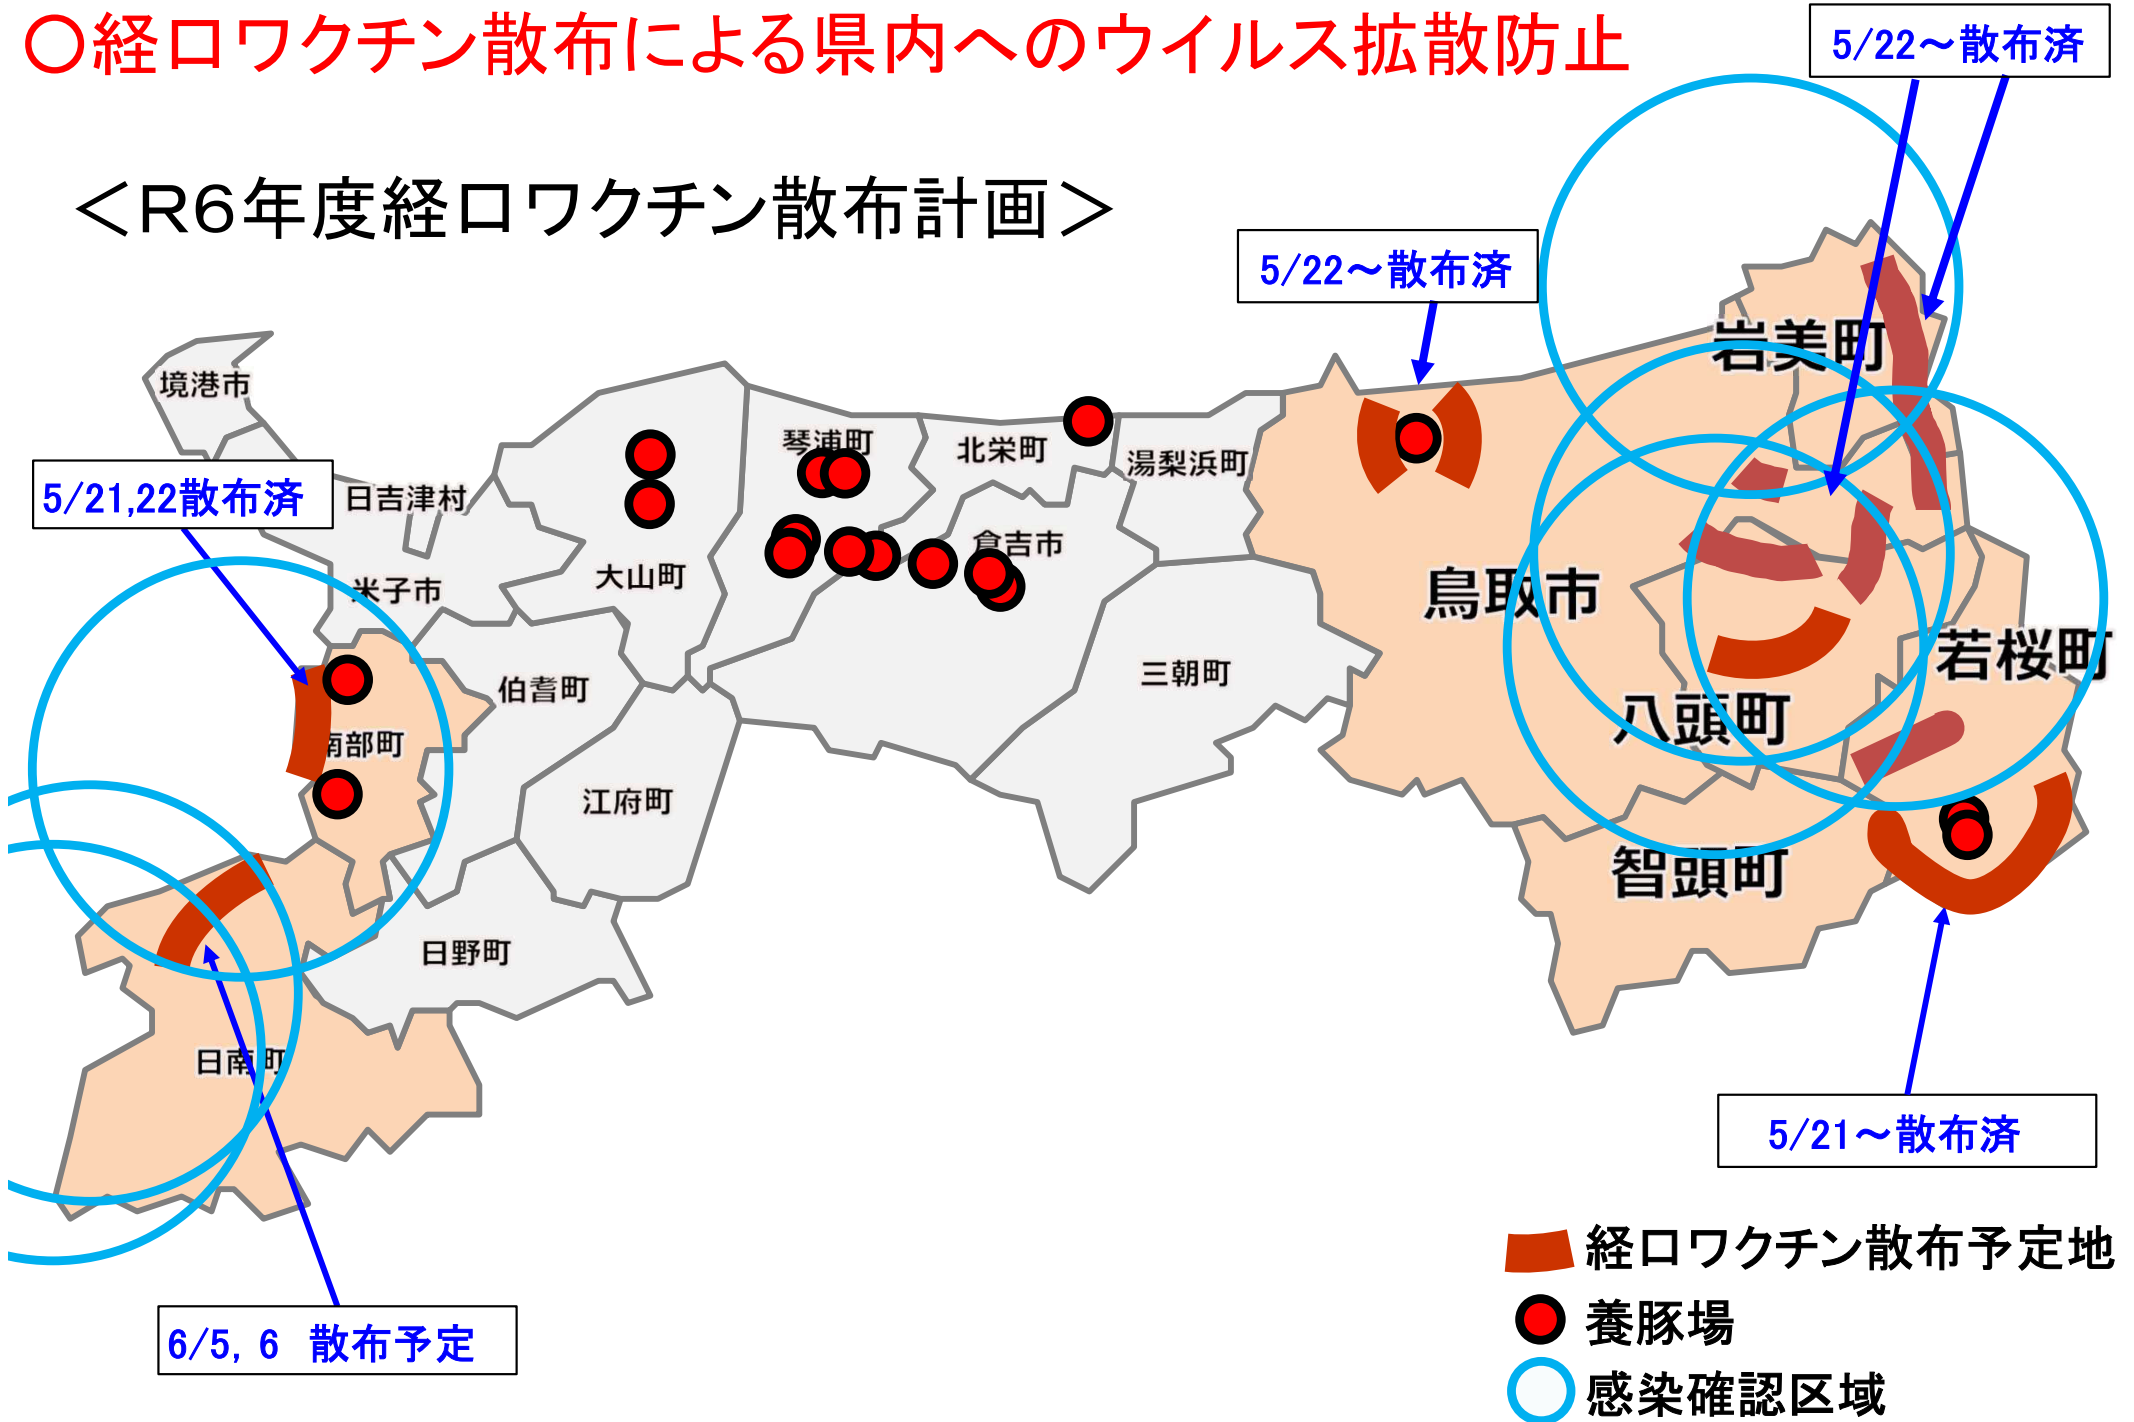 〇経口ワクチン散布による県内へのウイルス拡散防止
5/22～散布済
＜R6年度経口ワクチン散布計画＞
5/22～散布済
岩美町
境港市
琴浦町
北栄町
湯梨浜町
5/21,22散布済
日吉津村
倉吉市
米子市
大山町
鳥取市
若桜町
三朝町
伯耆町
八頭町
南部町
江府町
智頭町
日野町
日南町
5/21～散布済
経口ワクチン散布予定地
6/5, 6 散布予定
養豚場
感染確認区域